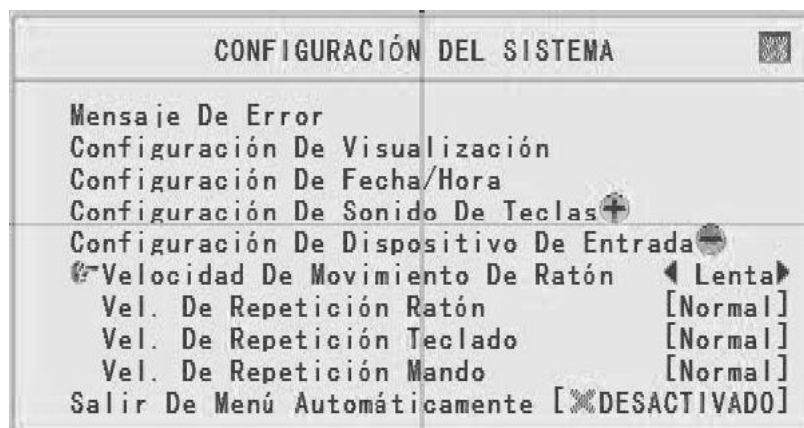 CONFIGURACIÓN DEL SISTEMA
Mensaje De Error
Configuración De Visualización
Configuración De Fecha/Hora
Configuración De Sonido De Teclas
Configuración De Dispositivo De Entrada
Velocidad De Movimiento De Ratón Lenta
Vel. De Repetición Ratón [Normal]
Vel. De Repetición Teclado [Normal]
Vel. De Repetición Mando [Normal]
Salir De Menú Automáticamente [DESACTIVADO]